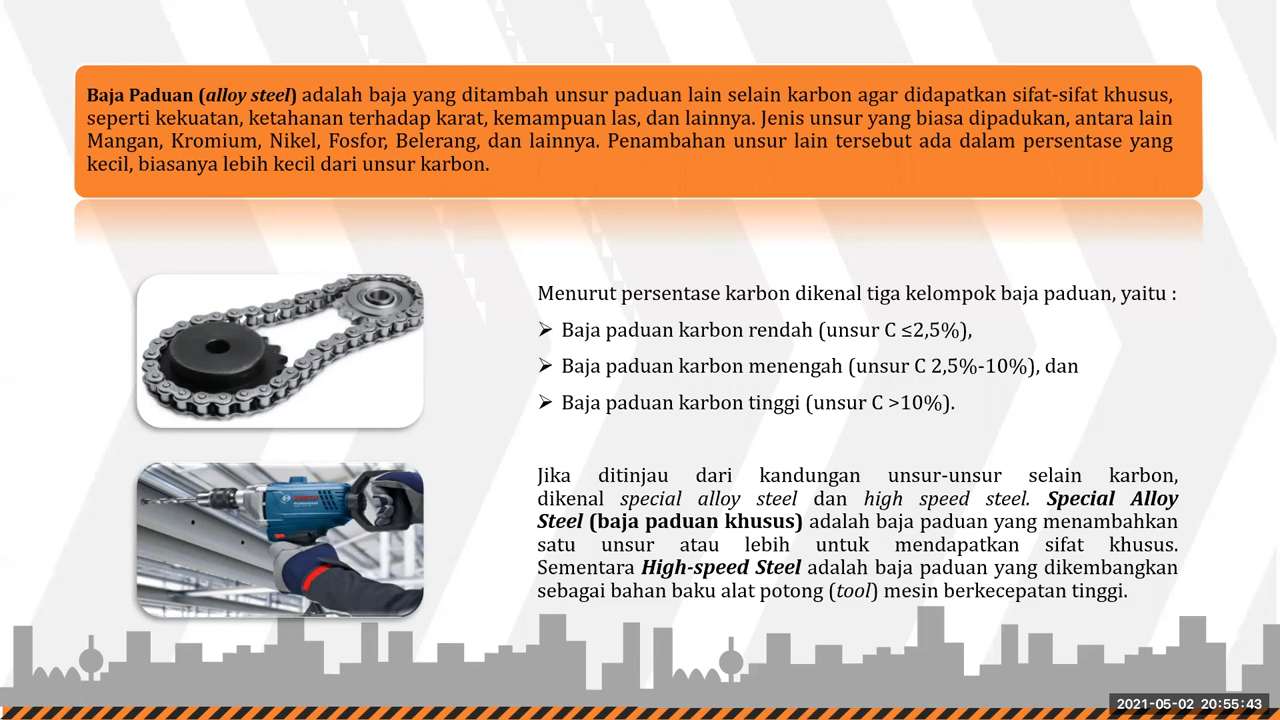 Baja Paduan (alloy steel) adalah baja yang ditambah unsur paduan lain selain karbon agar didapatkan sifat-sifat khusus,
seperti kekuatan, ketahanan terhadap karat, kemampuan las, dan lainnya. Jenis unsur yang biasa dipadukan, antara lain
Mangan, Kromium, Nikel, Fosfor, Belerang, dan lainnya. Penambahan unsur lain tersebut ada dalam persentase yang
kecil, biasanya lebih kecil dari unsur karbon.
Menurut persentase karbon dikenal tiga kelompok baja paduan, yaitu :
➢ Baja paduan karbon rendah (unsur C ≤2,5%),
➢ Baja paduan karbon menengah (unsur C 2,5%-10%), dan
➢ Baja paduan karbon tinggi (unsur C >10%).
Jika ditinjau dari kandungan unsur-unsur selain karbon,
dikenal special alloy steel dan high speed steel. Special Alloy
Steel (baja paduan khusus) adalah baja paduan yang menambahkan
satu unsur atau lebih untuk mendapatkan sifat khusus.
Sementara High-speed Steel adalah baja paduan yang dikembangkan
sebagai bahan baku alat potong (tool) mesin berkecepatan tinggi.
BOSCH
2021-05-02 20:55:43